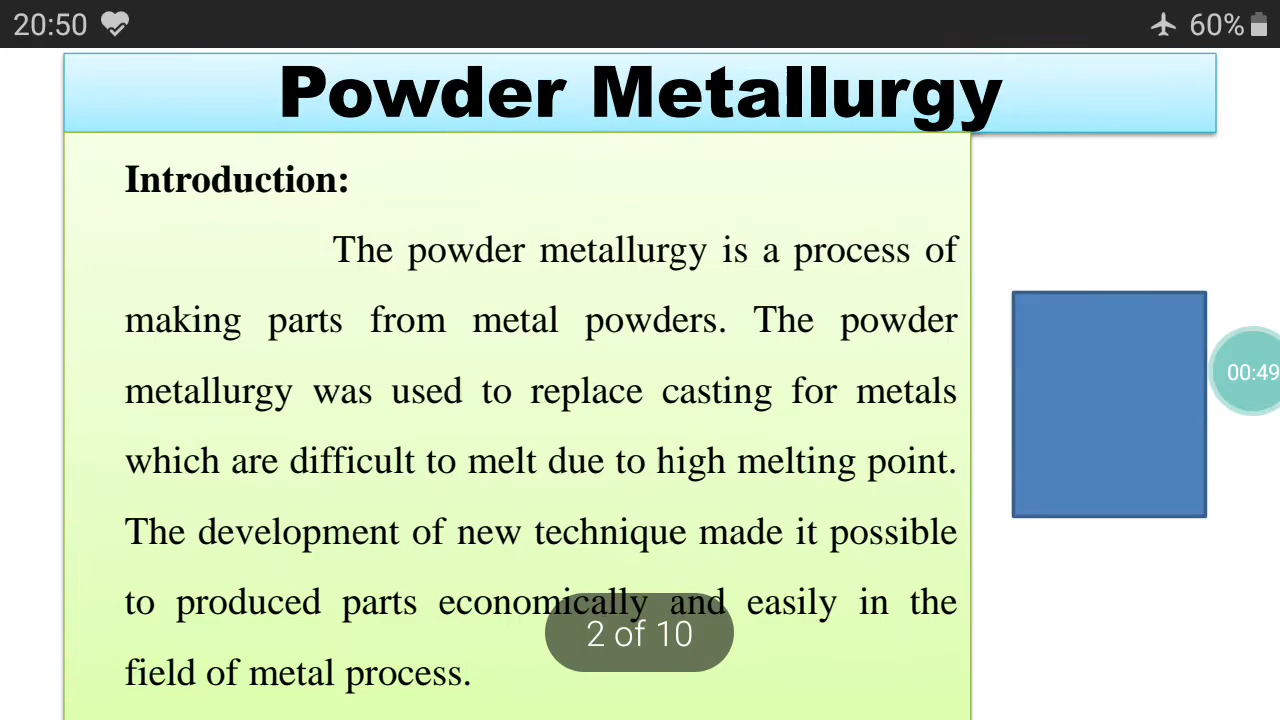 20:50
60%
Powder Metallurgy
Introduction:
The powder metallurgy is a process of
making parts from metal powders. The powder
metallurgy was used to replace casting for metals
which are difficult to melt due to high melting point.
The development of new technique made it possible
to produced parts economically and easily in the
field of metal process.
2 of 10
00:49